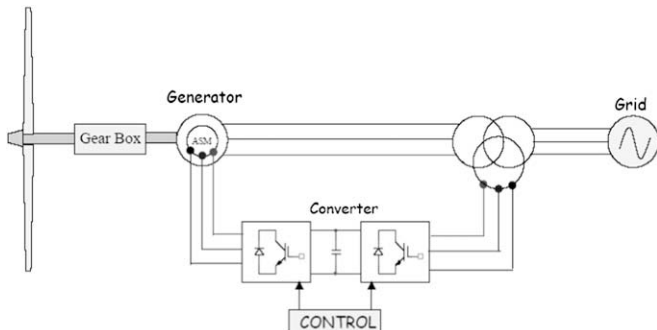 Generator
Grid
Gear Box
ASM
Converter
CONTROL